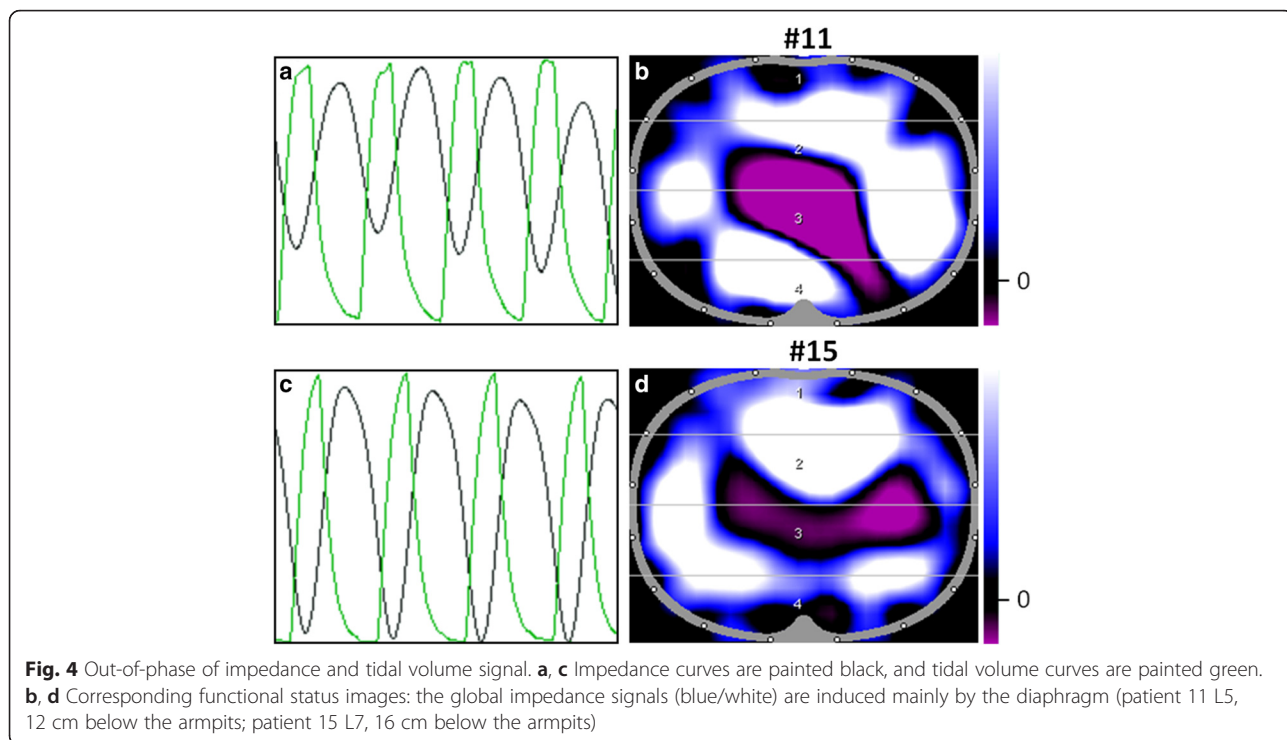 #11
a
b
1
2
3
4
0
#15
c
d
1
2
3
4
0
Fig. 4 Out-of-phase of impedance and tidal volume signal. a, c Impedance curves are painted black, and tidal volume curves are painted green.
b, d Corresponding functional status images: the global impedance signals (blue/white) are induced mainly by the diaphragm (patient 11 L5,
12 cm below the armpits; patient 15 L7, 16 cm below the armpits)